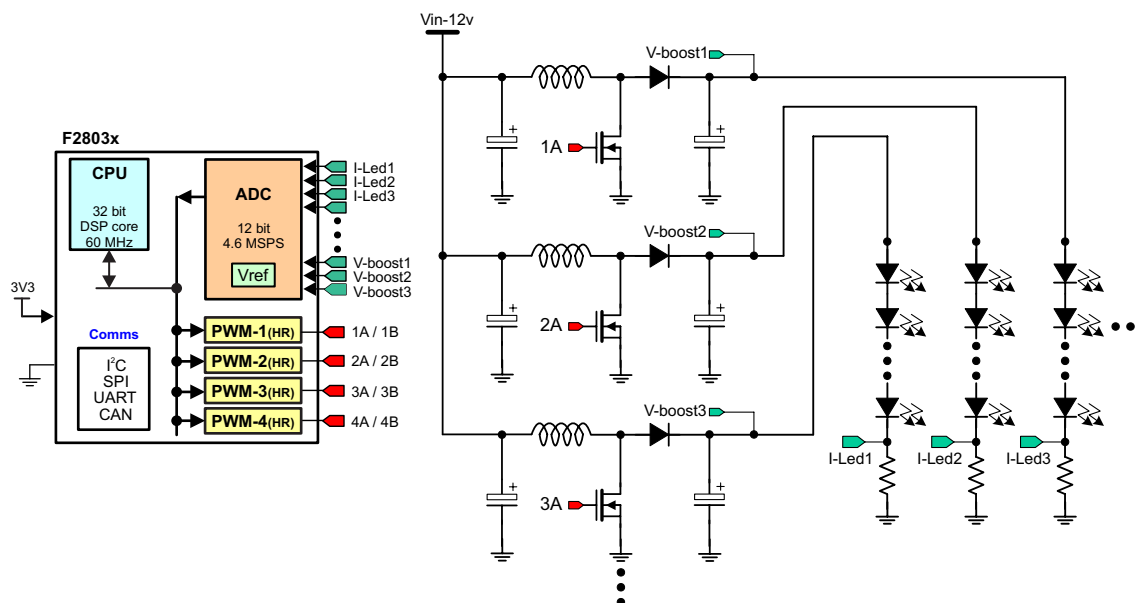 Vin-12v
V-boost1
1A
V-boost2
2A
V-boost3
3A
F2803x
CPU
32 bit
DSP core
60 MHz
ADC
12 bit
4.6 MSPS
Vref
I-Led1
I-Led2
I-Led3
V-boost1
V-boost2
V-boost3
3V3
Comms
I²C
SPI
UART
CAN
PWM-1(HR)
1A / 1B
PWM-2(HR)
2A / 2B
PWM-3(HR)
3A / 3B
PWM-4(HR)
4A / 4B
I-Led1
I-Led2
I-Led3